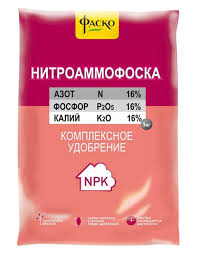 ФАСКО
НИТРОАММОФОСКА
АЗОТ N 16%
ФОСФОР P2O5 16%
КАЛИЙ K2O 16%
КОМПЛЕКСНОЕ
УДОБРЕНИЕ
NPK